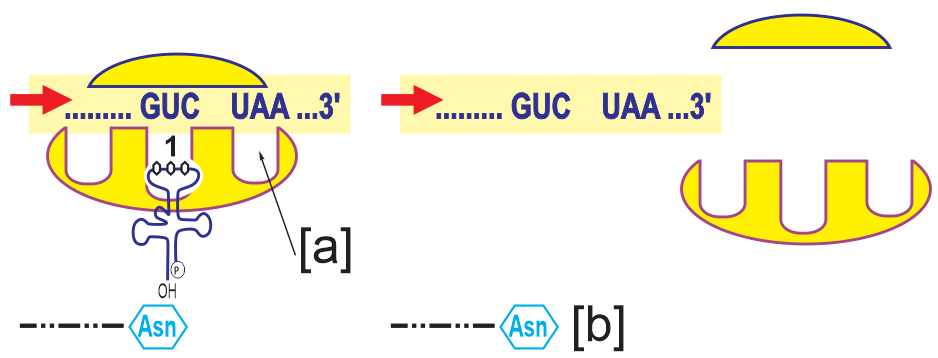 ......... GUC UAA ...3'
1
[a]
P
OH
Asn
......... GUC UAA ...3'
Asn [b]